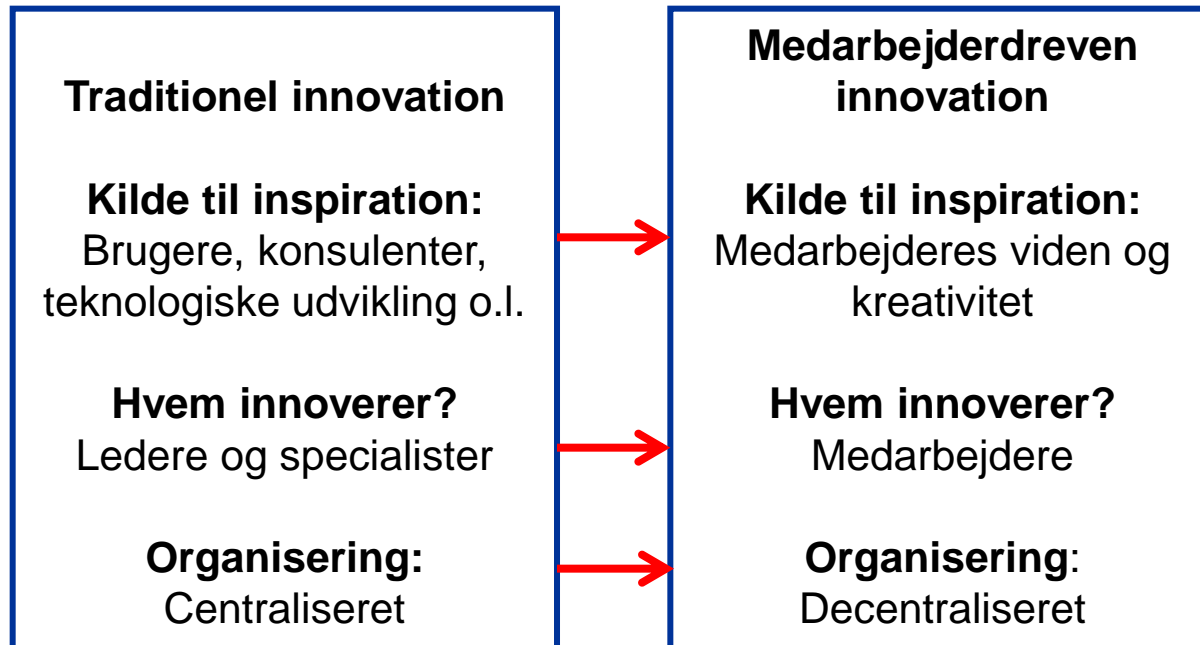 Traditionel innovation
Kilde til inspiration:
Brugere, konsulenter,
teknologiske udvikling o.l.
Hvem innoverer?
Ledere og specialister
Organisering:
Centraliseret
Medarbejderdreven
innovation
Kilde til inspiration:
Medarbejderes viden og
kreativitet
Hvem innoverer?
Medarbejdere
Organisering:
Decentraliseret